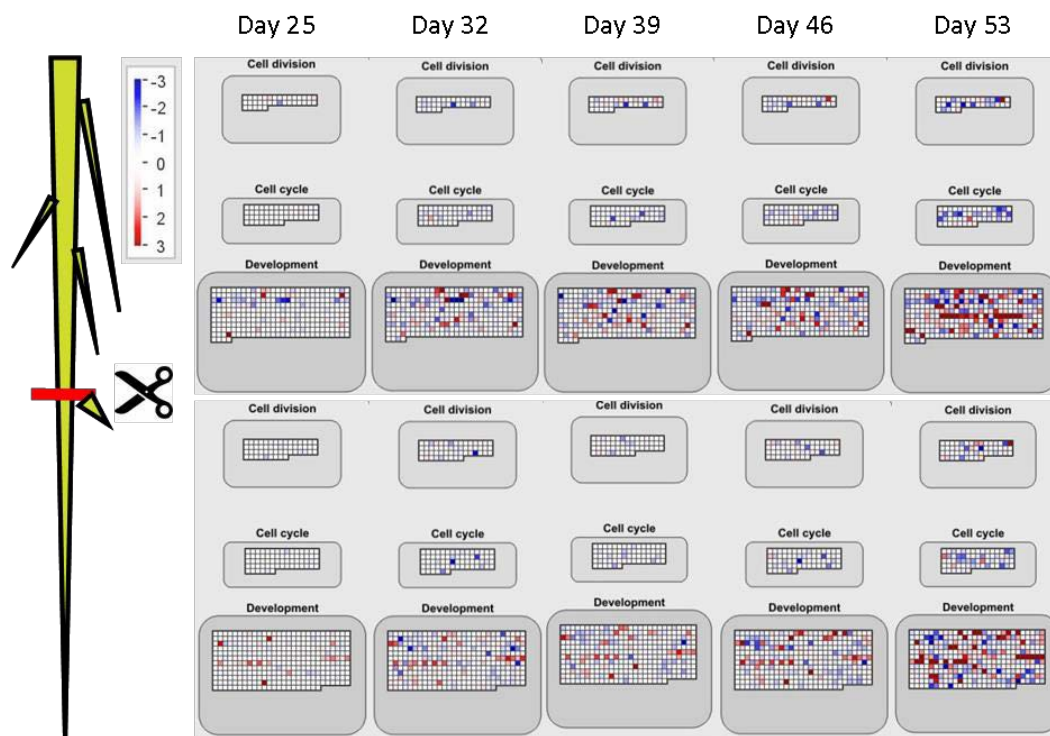 Day 25 Day 32 Day 39 Day 46 Day 53
Cell division Cell division Cell division Cell division Cell division
-3
-2
-1
0
1
2
3
Cell cycle Cell cycle Cell cycle Cell cycle Cell cycle
Development Development Development Development Development
Cell division Cell division Cell division Cell division Cell division
Cell cycle Cell cycle Cell cycle Cell cycle Cell cycle
Development Development Development Development Development